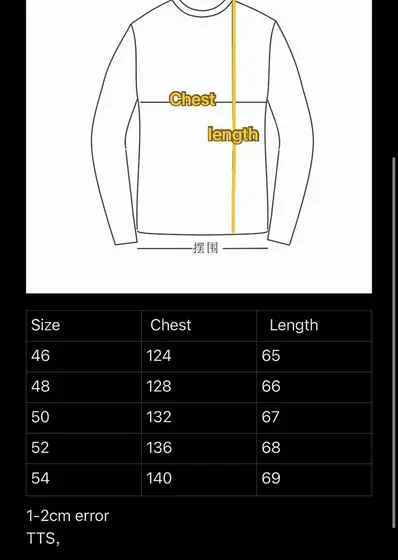 Chest
length
摆围
Size Chest Length
46 124 65
48 128 66
50 132 67
52 136 68
54 140 69
1-2cm error
TTS,